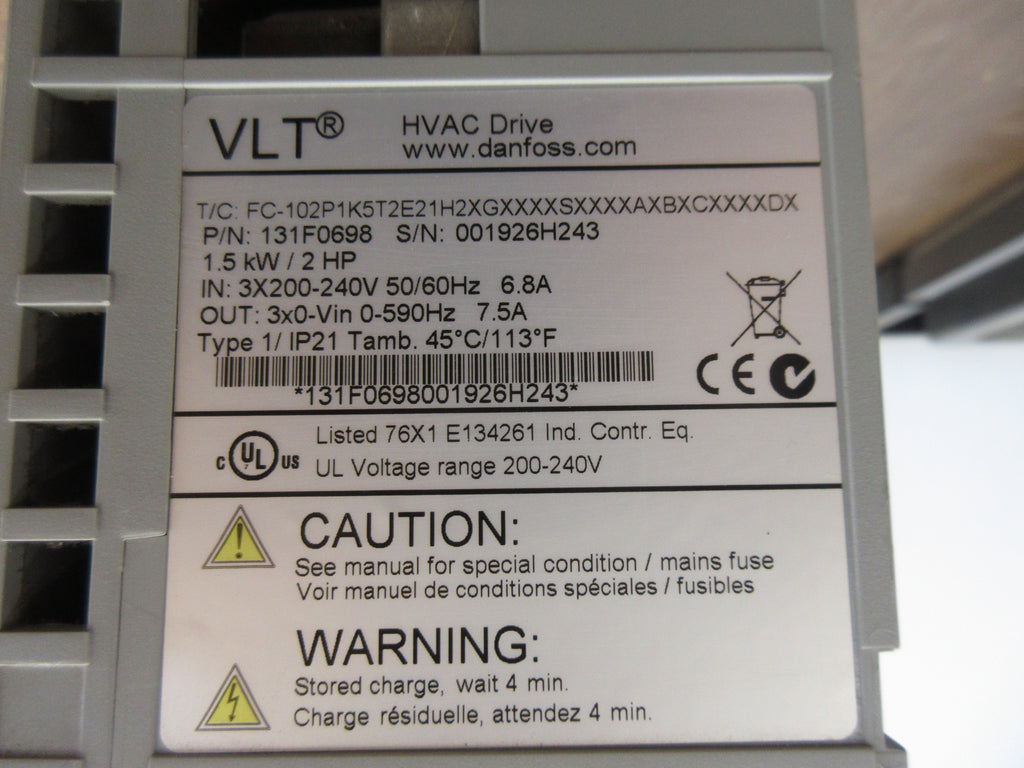 VLT® HVAC Drive
www.danfoss.com
T/C: FC-102P1K5T2E21H2XGXXXXSXXXXAXBXCXXXXDX
P/N: 131F0698 S/N: 001926H243
1.5 kW / 2 HP
IN: 3X200-240V 50/60Hz 6.8A
OUT: 3x0-Vin 0-590Hz 7.5A
Type 1/ IP21 Tamb. 45°C/113°F
*131F0698001926H243*
CE
C UL US Listed 76X1 E134261 Ind. Contr. Eq.
UL Voltage range 200-240V
CAUTION:
See manual for special condition / mains fuse
Voir manuel de conditions spéciales / fusibles
WARNING:
Stored charge, wait 4 min.
Charge résiduelle, attendez 4 min.